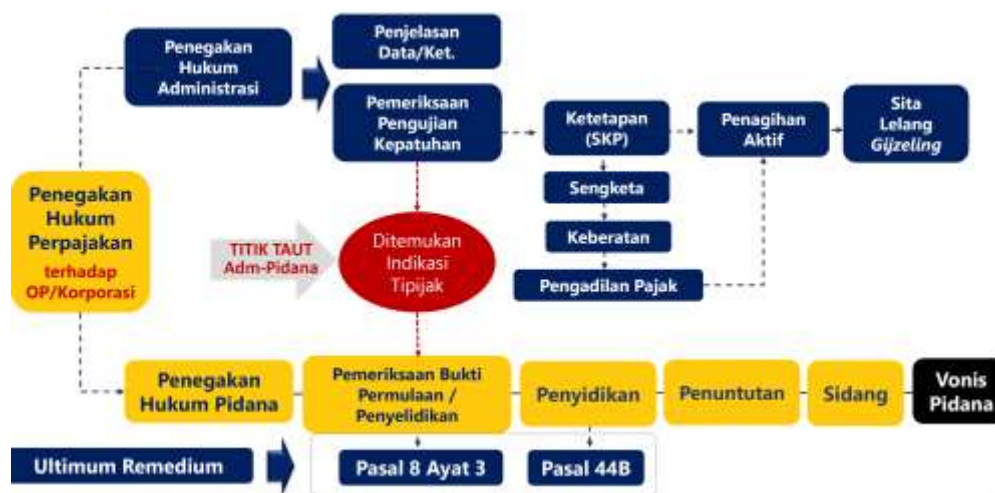 Penegakan
Hukum
Administrasi
Penjelasan
Data/Ket.
Pemeriksaan
Pengujian
Kepatuhan
Ketetapan
(SKP)
Penagihan
Aktif
Sita
Lelang
Gijzeling
Sengketa
Keberatan
Pengadilan Pajak
Penegakan
Hukum
Perpajakan
terhadap
OP/Korporasi
TITIK TAUT
Adm-Pidana
Ditemukan
Indikasi
Tipijak
Penegakan
Hukum Pidana
Pemeriksaan Bukti
Permulaan /
Penyelidikan
Penyidikan
Penuntutan
Sidang
Vonis
Pidana
Ultimum Remedium
Pasal 8 Ayat 3
Pasal 44B